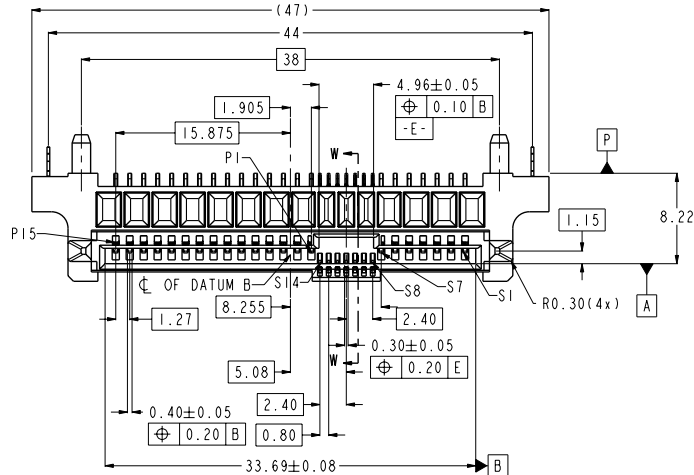 (47)
44
38
4.96±0.05
⌖ 0.10 B
-E-
1.905
15.875
P1
W
P
P15
1.15
8.22
℄ OF DATUM B
S14
S8
S7
S1
R0.30(4x)
A
1.27
8.255
2.40
0.30±0.05
⌖ 0.20 E
W
5.08
2.40
0.40±0.05
⌖ 0.20 B
0.80
33.69±0.08
B